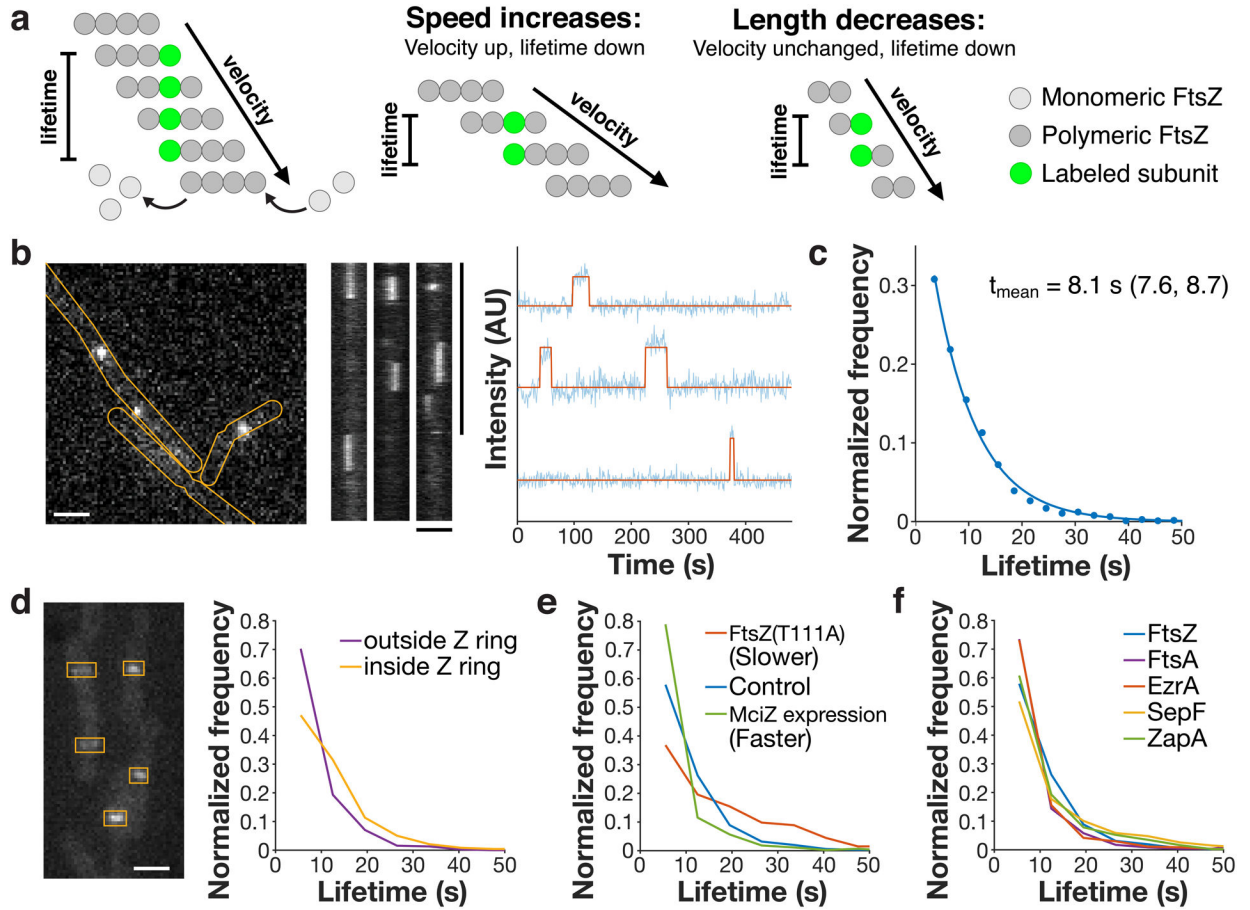 a
Speed increases:
Velocity up, lifetime down
Length decreases:
Velocity unchanged, lifetime down
lifetime
velocity
lifetime
velocity
lifetime
velocity
Monomeric FtsZ
Polymeric FtsZ
Labeled subunit
b
Intensity (AU)
0
100
200
300
400
Time (s)
c
Normalized frequency
0.3
0.2
0.1
0
t_mean = 8.1 s (7.6, 8.7)
0
10
20
30
40
50
Lifetime (s)
d
Normalized frequency
0.8
0.7
0.6
0.5
0.4
0.3
0.2
0.1
0
outside Z ring
inside Z ring
0
10
20
30
40
50
Lifetime (s)
e
Normalized frequency
0.8
0.7
0.6
0.5
0.4
0.3
0.2
0.1
0
FtsZ(T111A)
(Slower)
Control
MciZ expression
(Faster)
0
10
20
30
40
50
Lifetime (s)
f
Normalized frequency
0.8
0.7
0.6
0.5
0.4
0.3
0.2
0.1
0
FtsZ
FtsA
EzrA
SepF
ZapA
0
10
20
30
40
50
Lifetime (s)